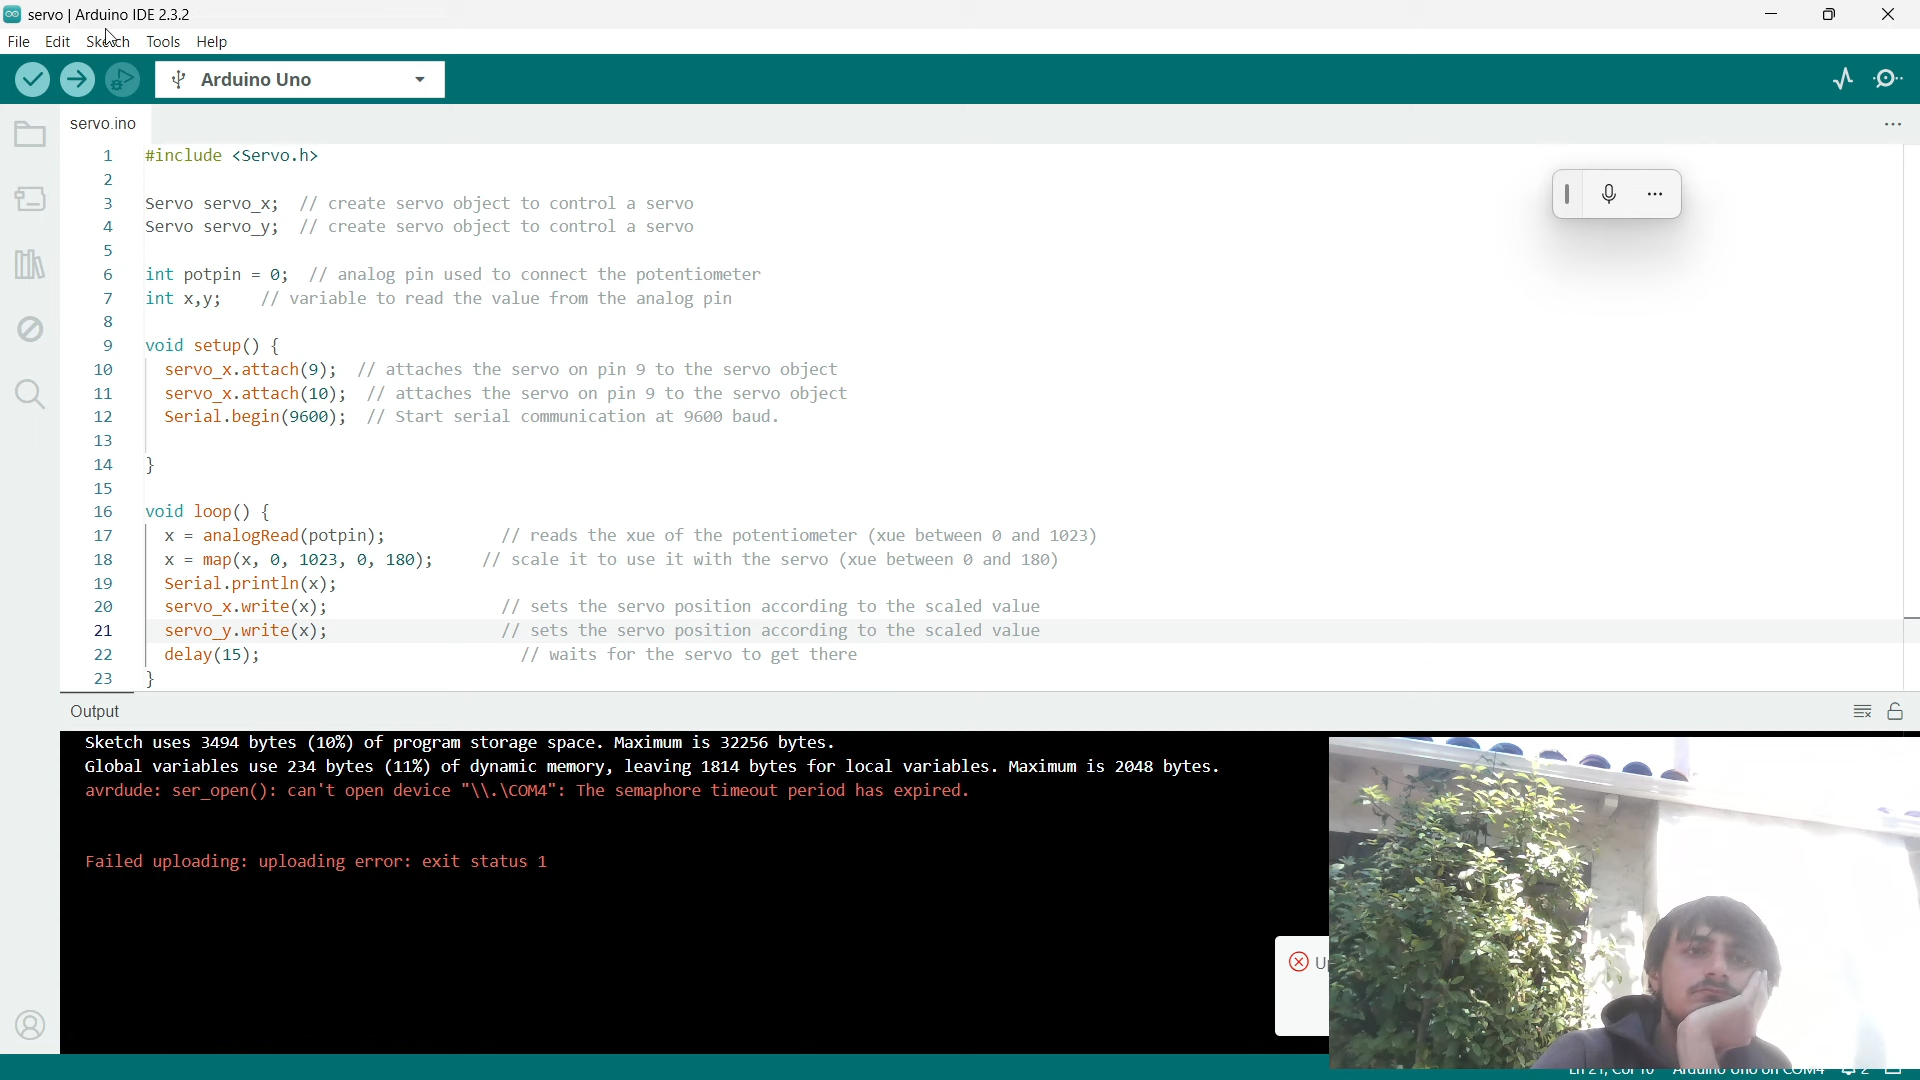 servo | Arduino IDE 2.3.2
File Edit Sketch Tools Help
Arduino Uno
servo.ino
1 #include <Servo.h>
2
3 Servo servo_x; // create servo object to control a servo
4 Servo servo_y; // create servo object to control a servo
5
6 int potpin = 0; // analog pin used to connect the potentiometer
7 int x,y; // variable to read the value from the analog pin
8
9 void setup() {
10 servo_x.attach(9); // attaches the servo on pin 9 to the servo object
11 servo_x.attach(10); // attaches the servo on pin 9 to the servo object
12 Serial.begin(9600); // Start serial communication at 9600 baud.
13
14 }
15
16 void loop() {
17 x = analogRead(potpin); // reads the xue of the potentiometer (xue between 0 and 1023)
18 x = map(x, 0, 1023, 0, 180); // scale it to use it with the servo (xue between 0 and 180)
19 Serial.println(x);
20 servo_x.write(x); // sets the servo position according to the scaled value
21 servo_y.write(x); // sets the servo position according to the scaled value
22 delay(15); // waits for the servo to get there
23 }
Output
Sketch uses 3494 bytes (10%) of program storage space. Maximum is 32256 bytes.
Global variables use 234 bytes (11%) of dynamic memory, leaving 1814 bytes for local variables. Maximum is 2048 bytes.
avrdude: ser_open(): can't open device "\\.\COM4": The semaphore timeout period has expired.
Failed uploading: uploading error: exit status 1